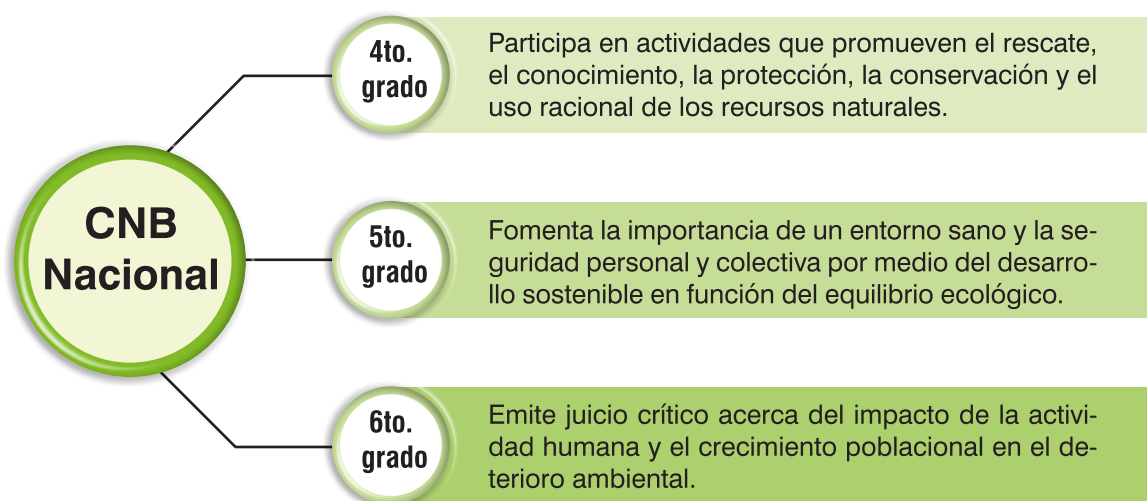 CNB
Nacional
4to.
grado
Participa en actividades que promueven el rescate,
el conocimiento, la protección, la conservación y el
uso racional de los recursos naturales.
5to.
grado
Fomenta la importancia de un entorno sano y la se-
guridad personal y colectiva por medio del desarro-
llo sostenible en función del equilibrio ecológico.
6to.
grado
Emite juicio crítico acerca del impacto de la activi-
dad humana y el crecimiento poblacional en el de-
terioro ambiental.